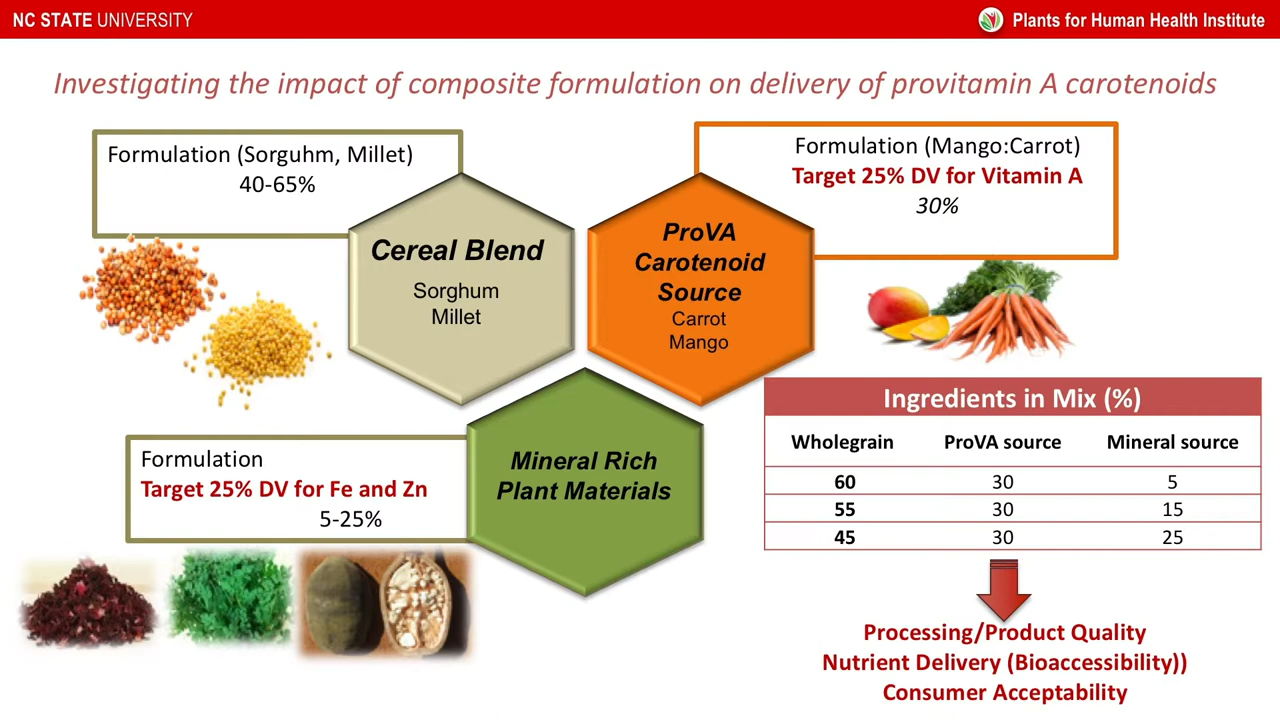 NC STATE UNIVERSITY
Plants for Human Health Institute
Investigating the impact of composite formulation on delivery of provitamin A carotenoids
Formulation (Sorguhm, Millet)
40-65%
Formulation (Mango:Carrot)
Target 25% DV for Vitamin A
30%
Cereal Blend
Sorghum
Millet
ProVA
Carotenoid
Source
Carrot
Mango
Formulation
Target 25% DV for Fe and Zn
5-25%
Mineral Rich
Plant Materials
Ingredients in Mix (%)
Wholegrain ProVA source Mineral source
60 30 5
55 30 15
45 30 25
Processing/Product Quality
Nutrient Delivery (Bioaccessibility))
Consumer Acceptability